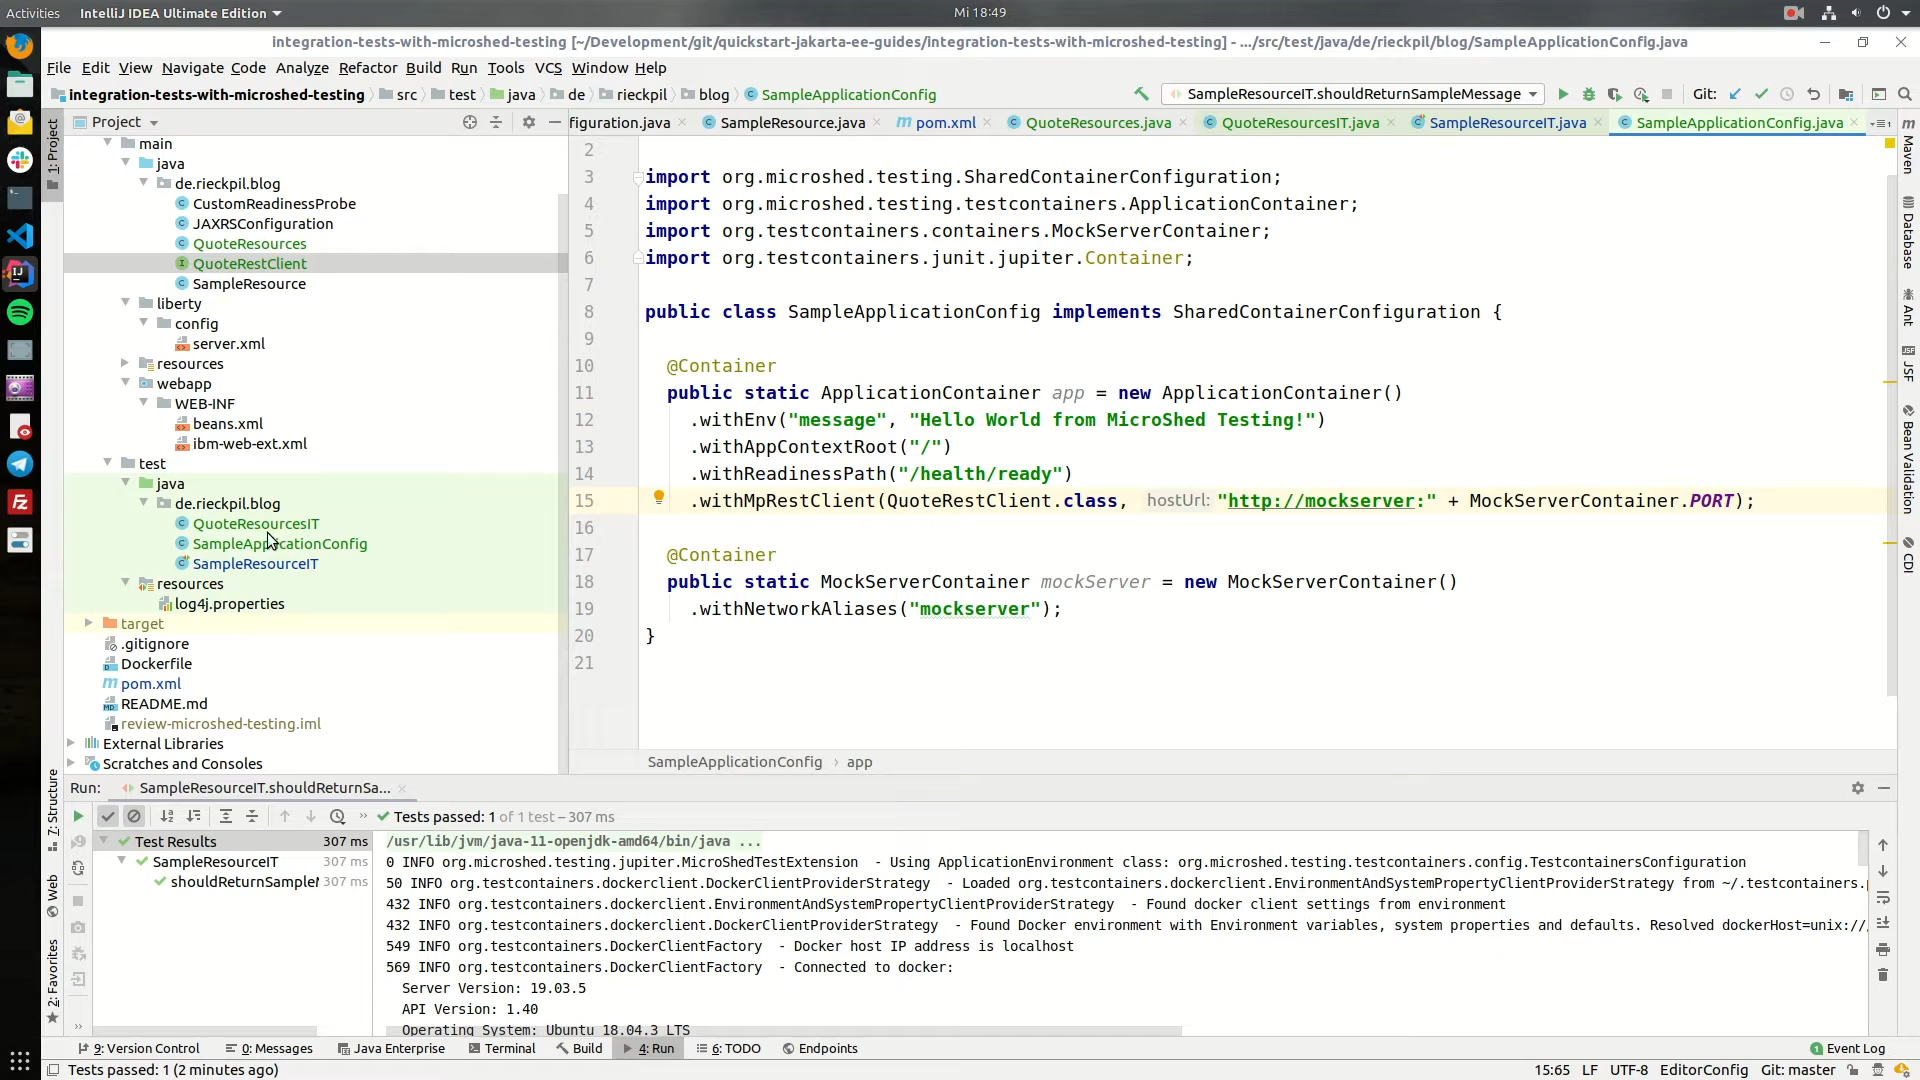 Activities
IntelliJ IDEA Ultimate Edition
Mi 18:49
integration-tests-with-microshed-testing [~/Development/git/quickstart-jakarta-ee-guides/integration-tests-with-microshed-testing] - .../src/test/java/de/rieckpil/blog/SampleApplicationConfig.java
File Edit View Navigate Code Analyze Refactor Build Run Tools VCS Window Help
integration-tests-with-microshed-testing src test java de rieckpil blog SampleApplicationConfig
SampleResourceIT.shouldReturnSampleMessage
Git:
Project
figuration.java SampleResource.java pom.xml QuoteResources.java QuoteResourcesIT.java SampleResourceIT.java SampleApplicationConfig.java
1: Project
7: Structure
Web
2: Favorites
main
java
de.rieckpil.blog
CustomReadinessProbe
JAXRSConfiguration
QuoteResources
QuoteRestClient
SampleResource
liberty
config
server.xml
resources
webapp
WEB-INF
beans.xml
ibm-web-ext.xml
test
java
de.rieckpil.blog
QuoteResourcesIT
SampleApplicationConfig
SampleResourceIT
resources
log4j.properties
target
.gitignore
Dockerfile
pom.xml
README.md
review-microshed-testing.iml
External Libraries
Scratches and Consoles
2
3 import org.microshed.testing.SharedContainerConfiguration;
4 import org.microshed.testing.testcontainers.ApplicationContainer;
5 import org.testcontainers.containers.MockServerContainer;
6 import org.testcontainers.junit.jupiter.Container;
7
8 public class SampleApplicationConfig implements SharedContainerConfiguration {
9
10 @Container
11 public static ApplicationContainer app = new ApplicationContainer()
12 .withEnv("message", "Hello World from MicroShed Testing!")
13 .withAppContextRoot("/")
14 .withReadinessPath("/health/ready")
15 .withMpRestClient(QuoteRestClient.class, hostUrl: "http://mockserver:" + MockServerContainer.PORT);
16
17 @Container
18 public static MockServerContainer mockServer = new MockServerContainer()
19 .withNetworkAliases("mockserver");
20 }
21
SampleApplicationConfig › app
Maven
Database
Ant
JSF
Bean Validation
CDI
Run: SampleResourceIT.shouldReturnSa...
Tests passed: 1 of 1 test – 307 ms
Test Results 307 ms
SampleResourceIT 307 ms
shouldReturnSampleM 307 ms
/usr/lib/jvm/java-11-openjdk-amd64/bin/java ...
0 INFO org.microshed.testing.jupiter.MicroShedTestExtension - Using ApplicationEnvironment class: org.microshed.testing.testcontainers.config.TestcontainersConfiguration
50 INFO org.testcontainers.dockerclient.DockerClientProviderStrategy - Loaded org.testcontainers.dockerclient.EnvironmentAndSystemPropertyClientProviderStrategy from ~/.testcontainers.
432 INFO org.testcontainers.dockerclient.EnvironmentAndSystemPropertyClientProviderStrategy - Found docker client settings from environment
432 INFO org.testcontainers.dockerclient.DockerClientProviderStrategy - Found Docker environment with Environment variables, system properties and defaults. Resolved dockerHost=unix://
549 INFO org.testcontainers.DockerClientFactory - Docker host IP address is localhost
569 INFO org.testcontainers.DockerClientFactory - Connected to docker:
Server Version: 19.03.5
API Version: 1.40
Operating System: Ubuntu 18.04.3 LTS
9: Version Control 0: Messages Java Enterprise Terminal Build 4: Run 6: TODO Endpoints 1 Event Log
Tests passed: 1 (2 minutes ago) 15:65 LF UTF-8 EditorConfig Git: master